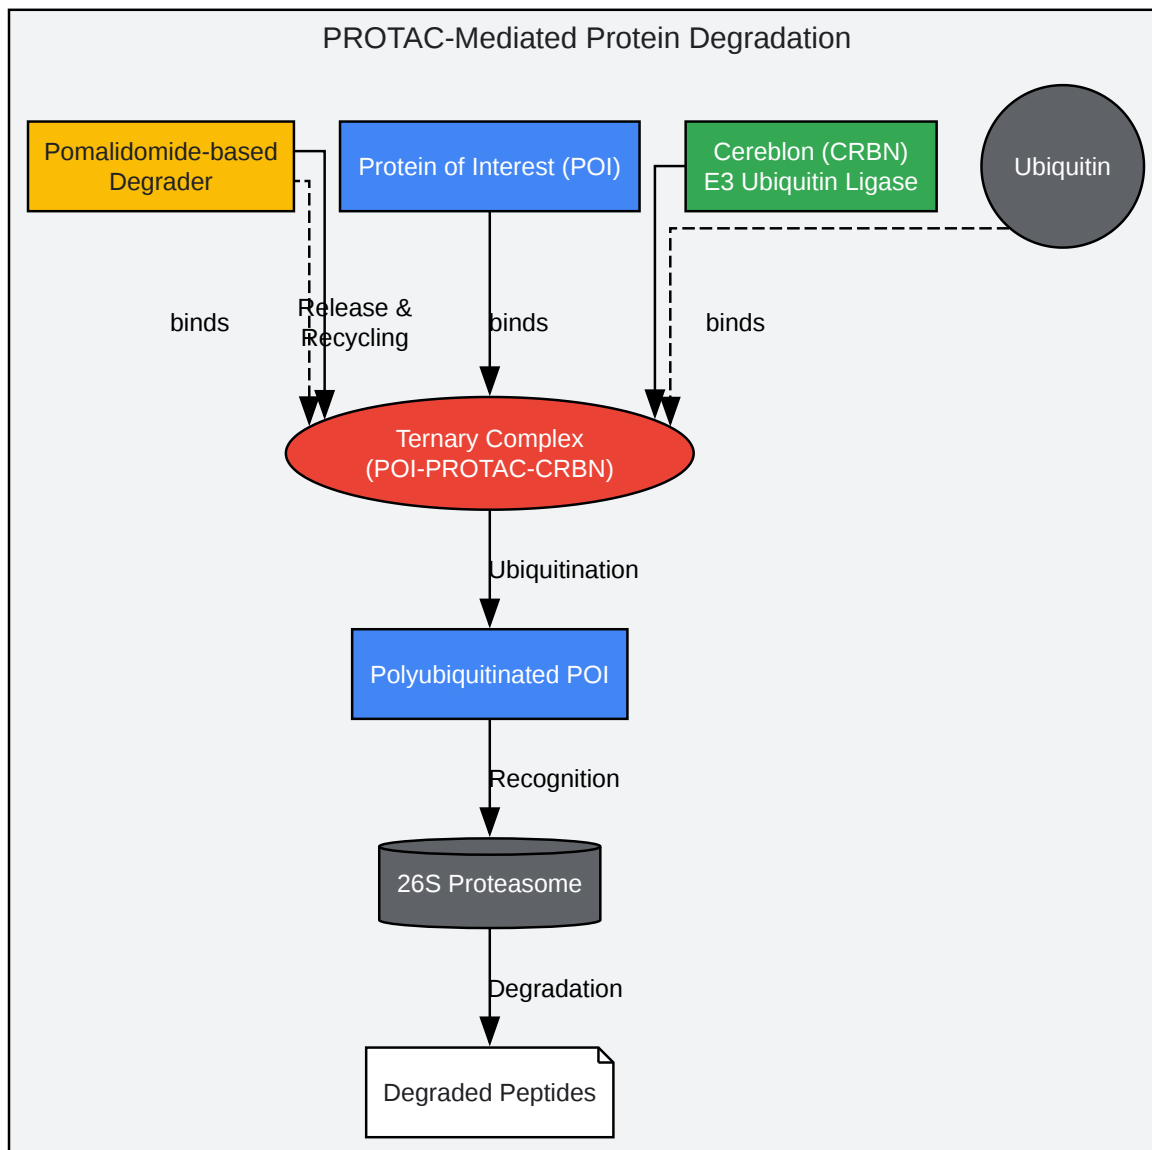 PROTAC-Mediated Protein Degradation
Pomalidomide-based
Degrader
Protein of Interest (POI)
Cereblon (CRBN)
E3 Ubiquitin Ligase
Ubiquitin
binds
Release &
Recycling
binds
binds
Ternary Complex
(POI-PROTAC-CRBN)
Ubiquitination
Polyubiquitinated POI
Recognition
26S Proteasome
Degradation
Degraded Peptides